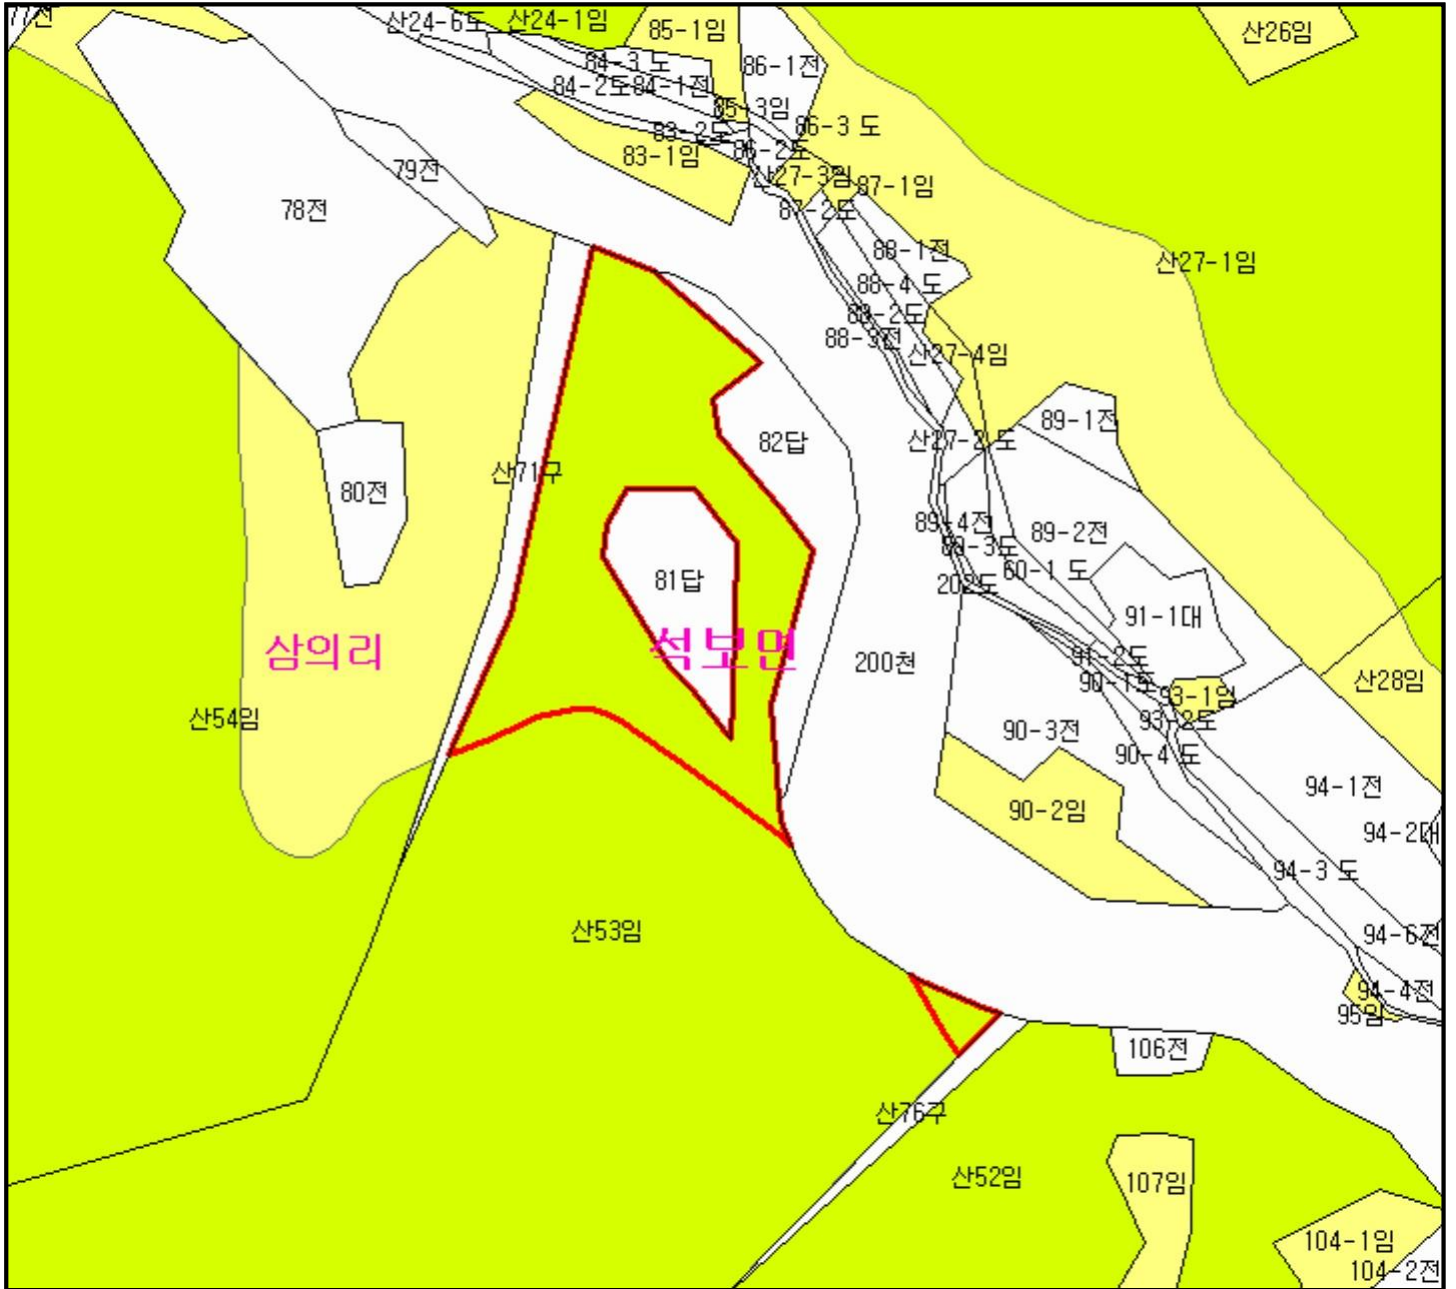 77전
산24-6도
산24-1임
85-1임
산26임
84-3 도
86-1전
84-2도
84-1전
85-3임
86-3 도
83-2도
86-2도
83-1임
79전
산27-3임
87-1임
78전
87-2도
88-1전
산27-1임
88-4 도
88-2도
88-3전
산27-4임
89-1전
82답
산27-2 도
산71구
80전
89-4전
89-2전
89-3도
60-1 도
81답
202도
91-1대
삼의리
석보면
200천
91-2도
90-1도
산28임
93-1임
산54임
93-2도
90-3전
90-4 도
94-1전
90-2임
94-2대
94-3 도
산53임
94-6전
94-4전
95임
106전
산76구
산52임
107임
104-1임
104-2전